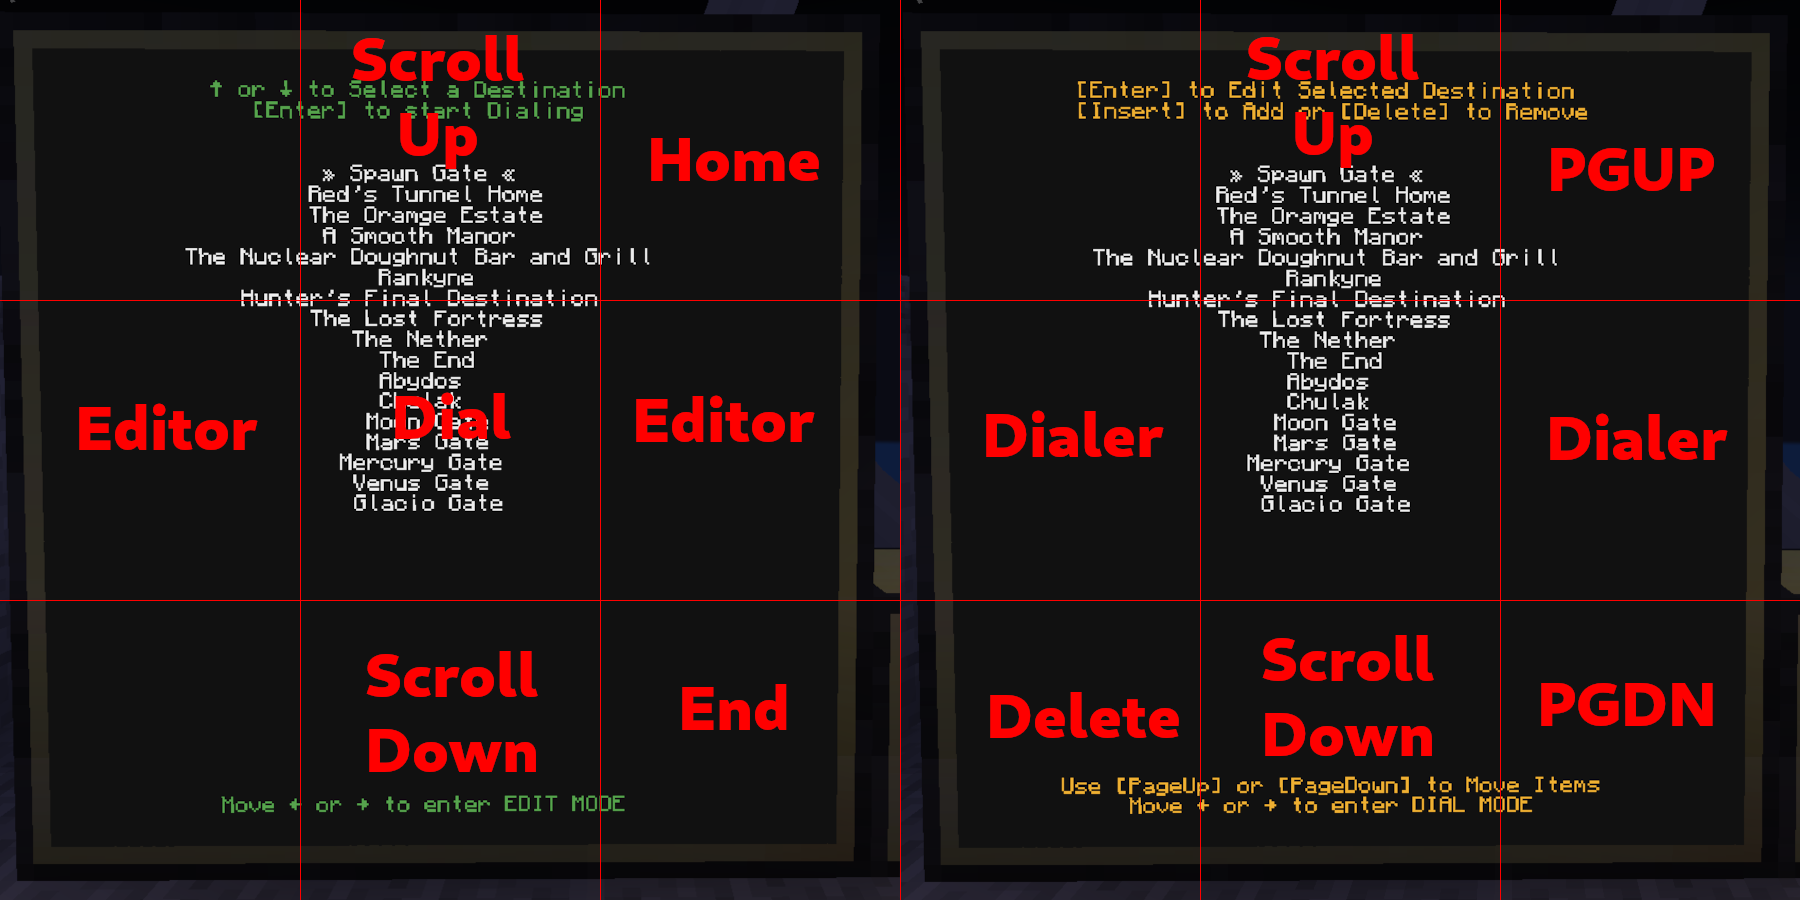 Scroll
Up
↑ or ↓ to Select a Destination
[Enter] to start Dialing
Home
» Spawn Gate «
Red's Tunnel Home
The Oramge Estate
A Smooth Manor
The Nuclear Doughnut Bar and Grill
Rankyne
Hunter's Final Destination
The Lost Fortress
The Nether
The End
Abydos
Chulak
Moon Gate
Mars Gate
Mercury Gate
Venus Gate
Glacio Gate
Editor
Dial
Editor
Scroll
Down
End
Move ← or → to enter EDIT MODE
Scroll
Up
[Enter] to Edit Selected Destination
[Insert] to Add or [Delete] to Remove
PGUP
» Spawn Gate «
Red's Tunnel Home
The Oramge Estate
A Smooth Manor
The Nuclear Doughnut Bar and Grill
Rankyne
Hunter's Final Destination
The Lost Fortress
The Nether
The End
Abydos
Chulak
Moon Gate
Mars Gate
Mercury Gate
Venus Gate
Glacio Gate
Dialer
Dialer
Delete
Scroll
Down
PGDN
Use [PageUp] or [PageDown] to Move Items
Move ← or → to enter DIAL MODE